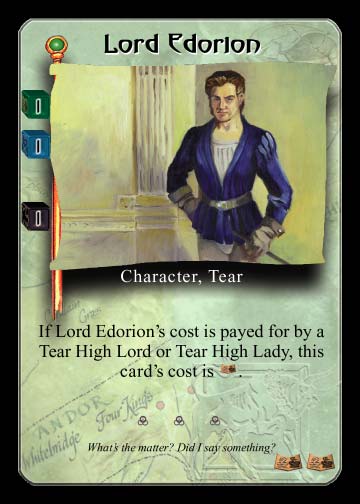 Lord Edorion
0
0
0
Character, Tear
If Lord Edorion's cost is payed for by a
Tear High Lord or Tear High Lady, this
card's cost is .
Grass
ANDOR
Four Kings
Whitebridge
What's the matter? Did I say something?